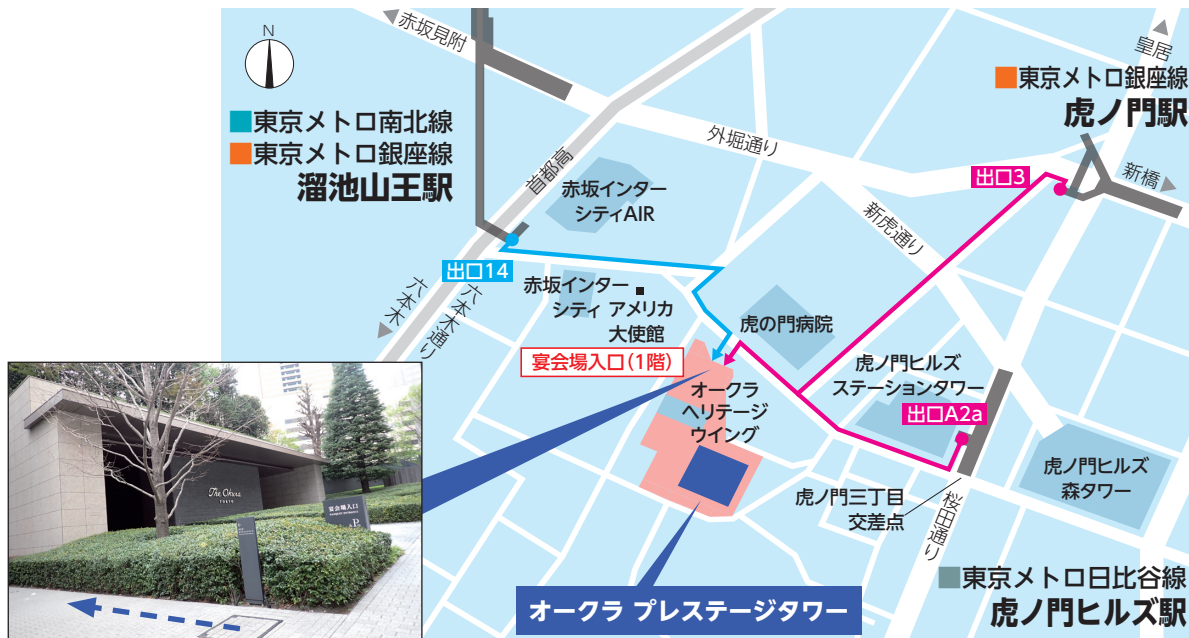 N
赤坂見附
皇居
■東京メトロ銀座線
虎ノ門駅
■東京メトロ南北線
■東京メトロ銀座線
溜池山王駅
首都高
外堀通り
新橋
出口3
赤坂インター
シティAIR
新虎通り
出口14
赤坂インター
シティ
アメリカ
大使館
六本木
六本木通り
虎の門病院
宴会場入口(1階)
虎ノ門ヒルズ
ステーションタワー
オークラ
ヘリテージ
ウイング
出口A2a
虎ノ門ヒルズ
森タワー
虎ノ門三丁目
交差点
桜田通り
The Okura
TOKYO
宴会場入口
BANQUET ENTRANCE
P
オークラ プレステージタワー
■東京メトロ日比谷線
虎ノ門ヒルズ駅